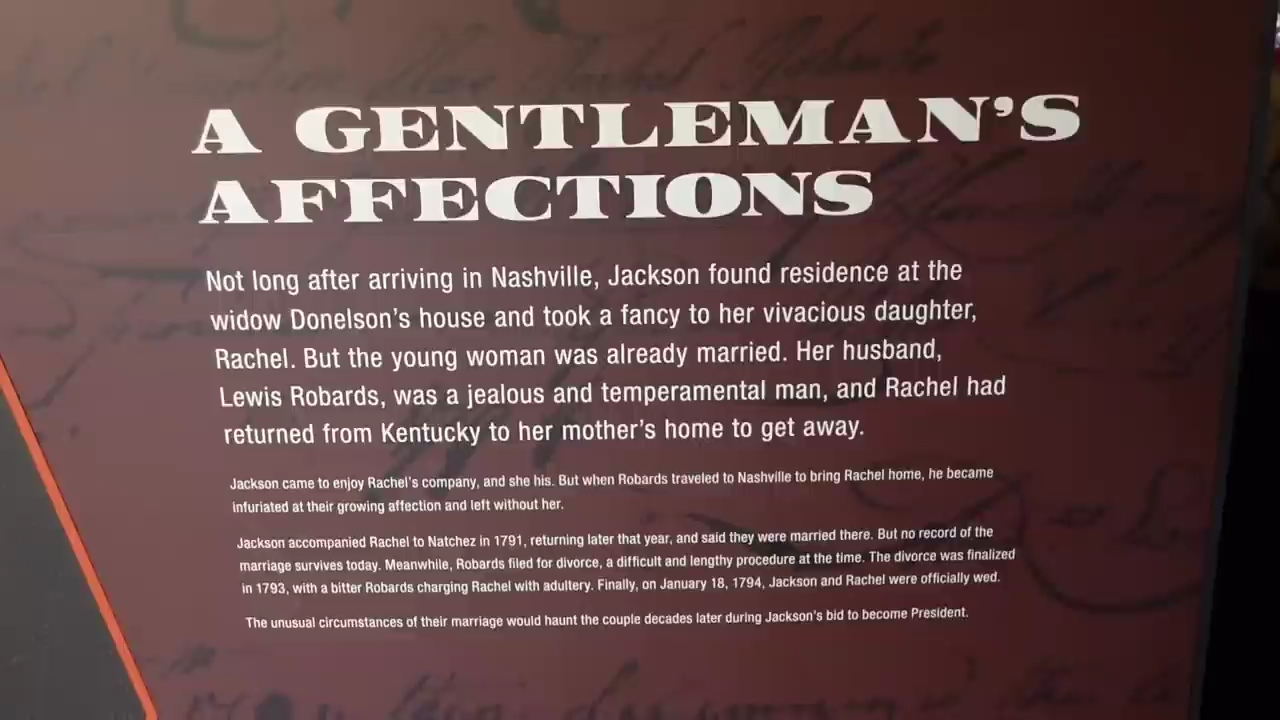 A GENTLEMAN'S
AFFECTIONS
Not long after arriving in Nashville, Jackson found residence at the
widow Donelson's house and took a fancy to her vivacious daughter,
Rachel. But the young woman was already married. Her husband,
Lewis Robards, was a jealous and temperamental man, and Rachel had
returned from Kentucky to her mother's home to get away.
Jackson came to enjoy Rachel's company, and she his. But when Robards traveled to Nashville to bring Rachel home, he became
infuriated at their growing affection and left without her.
Jackson accompanied Rachel to Natchez in 1791, returning later that year, and said they were married there. But no record of the
marriage survives today. Meanwhile, Robards filed for divorce, a difficult and lengthy procedure at the time. The divorce was finalized
in 1793, with a bitter Robards charging Rachel with adultery. Finally, on January 18, 1794, Jackson and Rachel were officially wed.
The unusual circumstances of their marriage would haunt the couple decades later during Jackson's bid to become President.